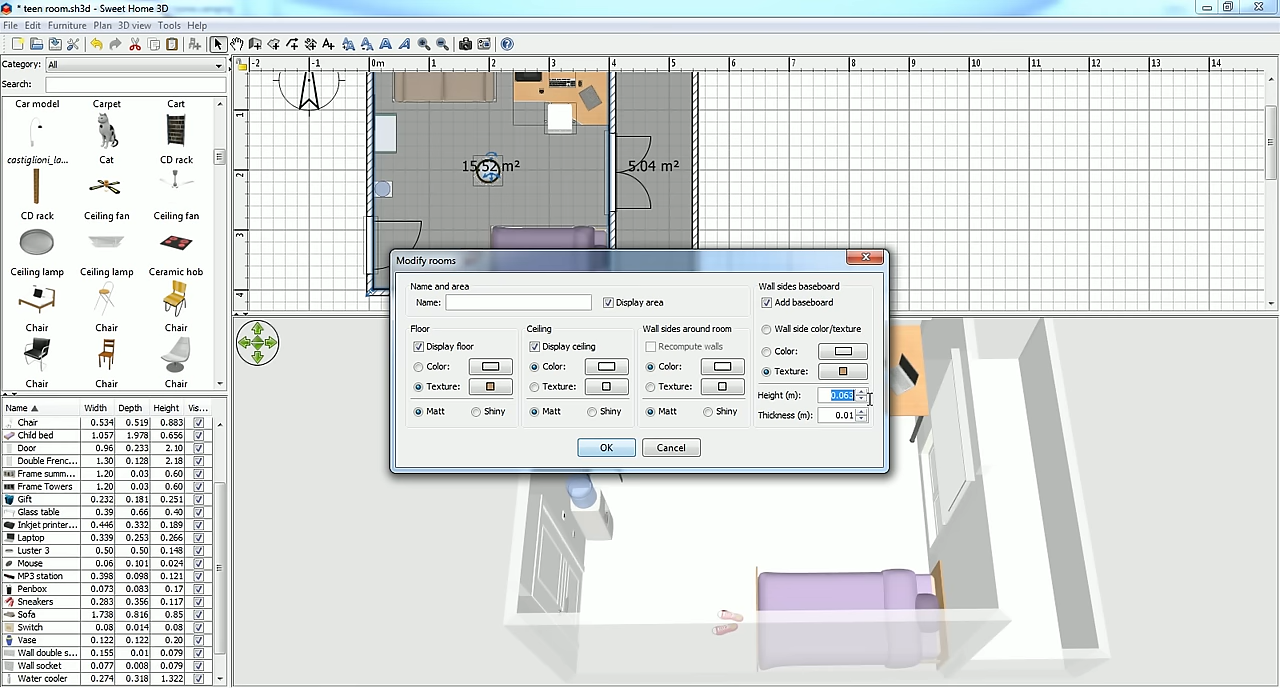 * teen room.sh3d - Sweet Home 3D
File Edit Furniture Plan 3D view Tools Help
Category: All
Search:
Car model Carpet Cart
castiglioni_la... Cat CD rack
CD rack Ceiling fan Ceiling fan
Ceiling lamp Ceiling lamp Ceramic hob
Chair Chair Chair
Chair Chair Chair
-2 -1 0m 1 2 3 4 5 6 7 8 9 10 11 12 13 14
1
2
3
4
15.52 m² 5.04 m²
Name Width Depth Height Vis...
Chair 0.534 0.519 0.883
Child bed 1.057 1.978 0.656
Door 0.96 0.233 2.10
Double Frenc... 1.30 0.128 2.18
Frame summ... 1.20 0.03 0.60
Frame Towers 1.20 0.03 0.60
Gift 0.232 0.181 0.251
Glass table 0.39 0.66 0.40
Inkjet printer... 0.446 0.332 0.189
Laptop 0.339 0.253 0.266
Luster 3 0.50 0.50 0.148
Mouse 0.06 0.101 0.024
MP3 station 0.398 0.098 0.121
Penbox 0.073 0.083 0.17
Sneakers 0.283 0.356 0.117
Sofa 1.738 0.816 0.85
Switch 0.08 0.014 0.08
Vase 0.122 0.122 0.20
Wall double s... 0.155 0.01 0.079
Wall socket 0.077 0.008 0.079
Water cooler 0.274 0.318 1.322
Modify rooms
Name and area
Name: Display area
Floor
Display floor
Color:
Texture:
Matt Shiny
Ceiling
Display ceiling
Color:
Texture:
Matt Shiny
Wall sides around room
Recompute walls
Color:
Texture:
Matt Shiny
Wall sides baseboard
Add baseboard
Wall side color/texture
Color:
Texture:
Height (m): 0.063
Thickness (m): 0.01
OK Cancel